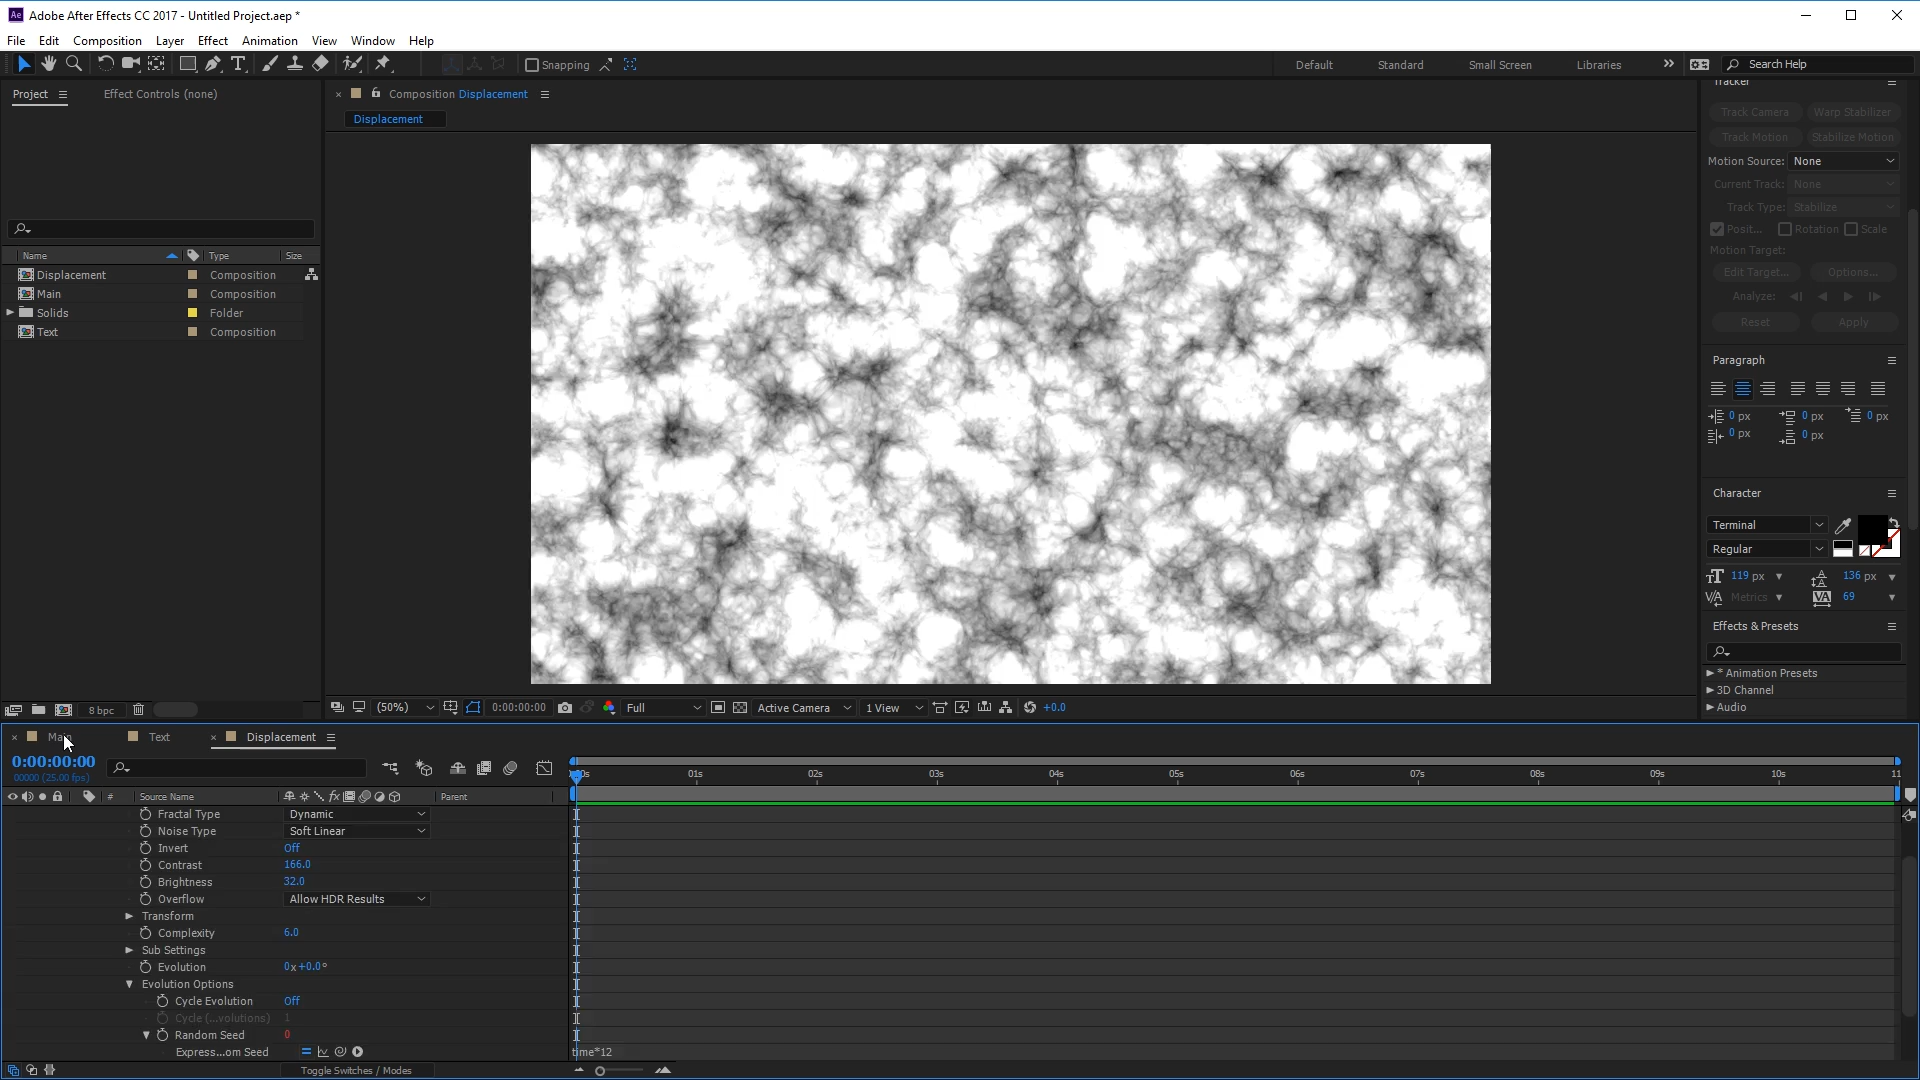 Adobe After Effects CC 2017 - Untitled Project.aep *
File Edit Composition Layer Effect Animation View Window Help
Snapping Default Standard Small Screen Libraries Search Help
Project Effect Controls (none)
Composition Displacement
Displacement
Name Type Size
Displacement Composition
Main Composition
Solids Folder
Text Composition
8 bpc
(50%) 0:00:00:00 Full Active Camera 1 View +0.0
Tracker
Track Camera Warp Stabilizer
Track Motion Stabilize Motion
Motion Source: None
Current Track: None
Track Type: Stabilize
Posit... Rotation Scale
Motion Target:
Edit Target... Options...
Analyze:
Reset Apply
Paragraph
0 px 0 px 0 px
0 px 0 px
Character
Terminal
Regular
119 px 136 px
Metrics 69
Effects & Presets
* Animation Presets
3D Channel
Audio
Main Text Displacement
0:00:00:00
00000 (25.00 fps)
01s 02s 03s 04s 05s 06s 07s 08s 09s 10s 11
# Source Name Parent
Fractal Type Dynamic
Noise Type Soft Linear
Invert Off
Contrast 166.0
Brightness 32.0
Overflow Allow HDR Results
Transform
Complexity 6.0
Sub Settings
Evolution 0x+0.0°
Evolution Options
Cycle Evolution Off
Cycle (...volutions) 1
Random Seed 0
Express...om Seed time*12
Toggle Switches / Modes